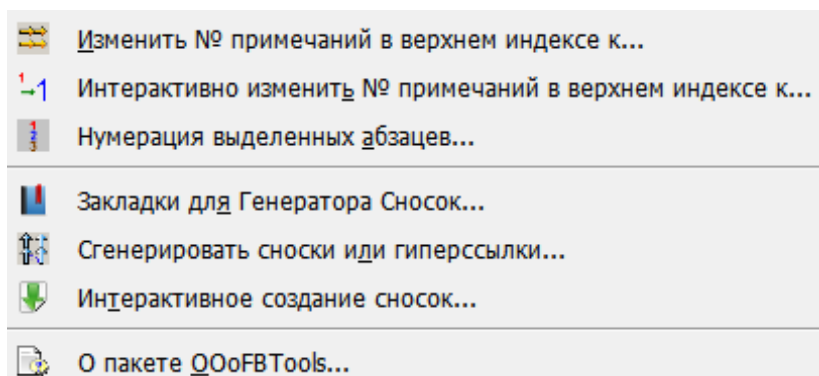 Изменить № примечаний в верхнем индексе к...
Интерактивно изменить № примечаний в верхнем индексе к...
Нумерация выделенных абзацев...
Закладки для Генератора Сносок...
Сгенерировать сноски или гиперссылки...
Интерактивное создание сносок...
О пакете OOoFBTools...